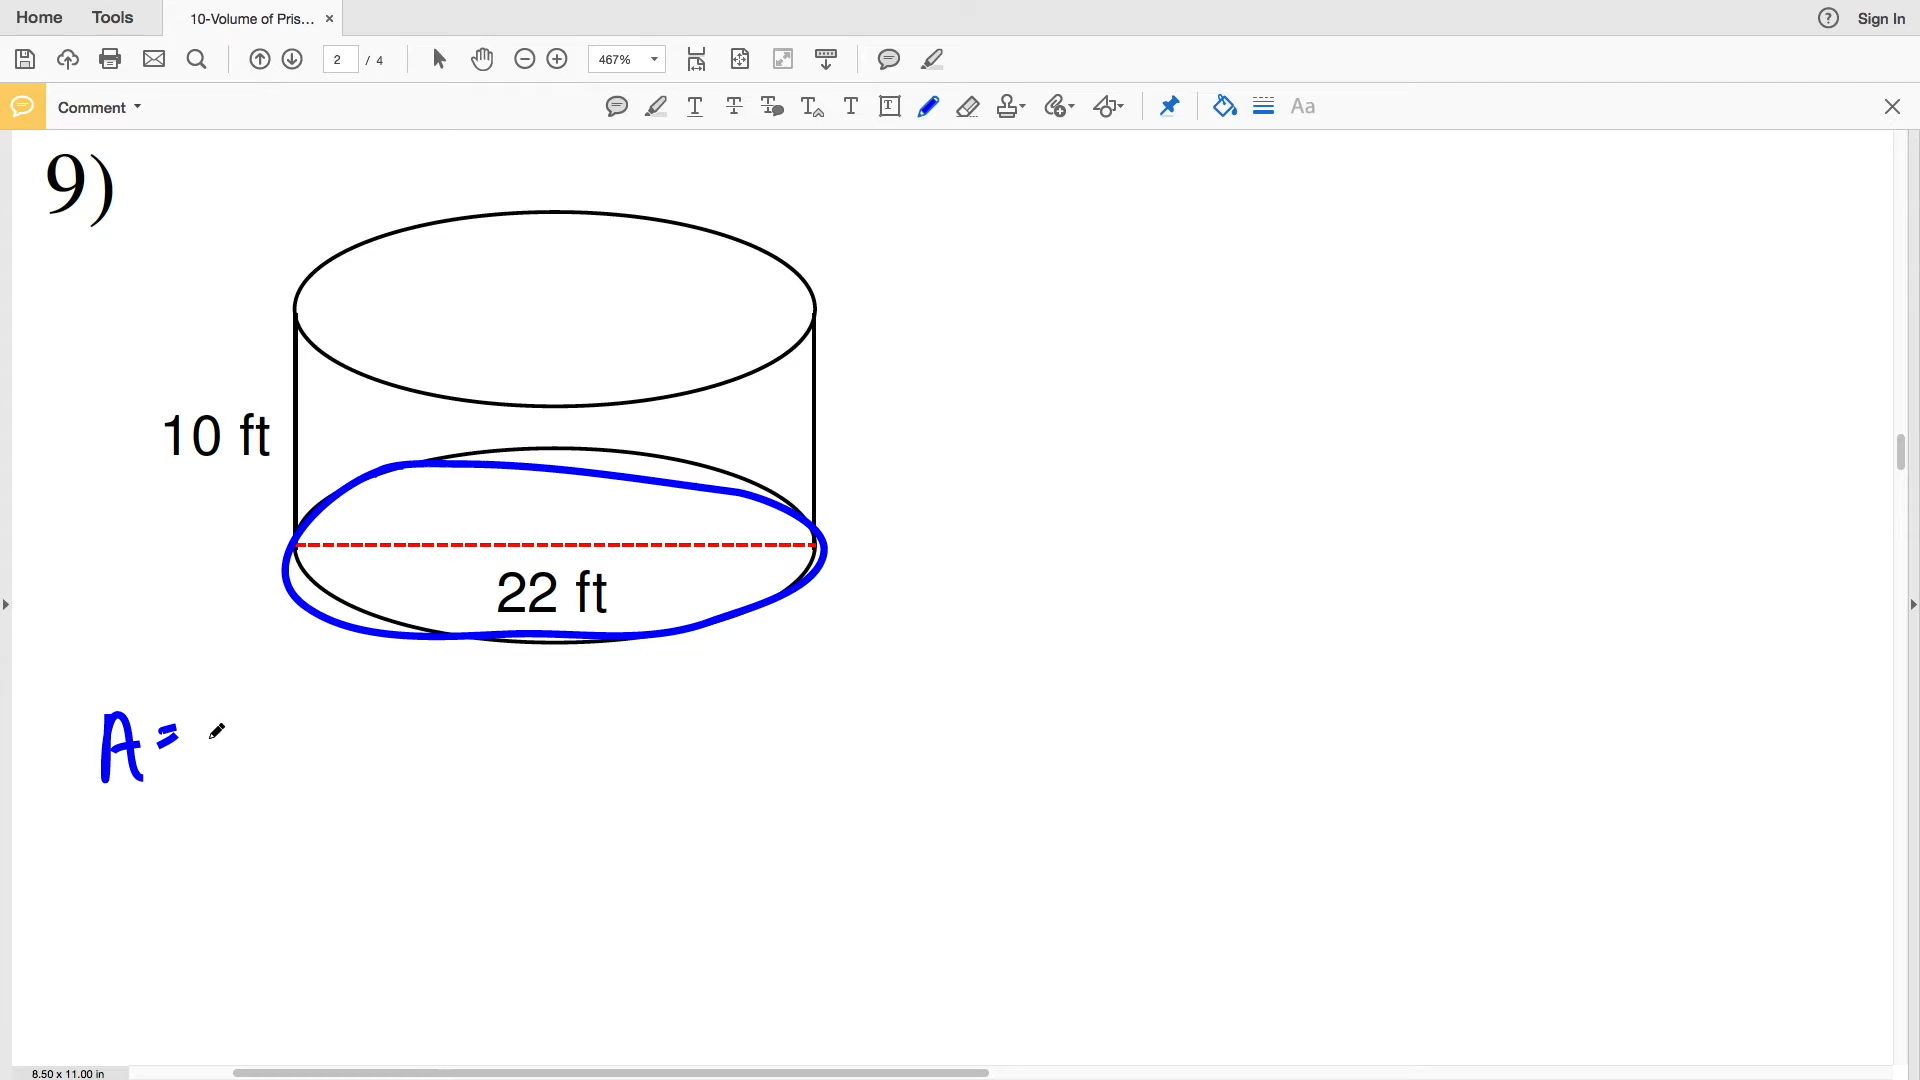 Home Tools 10-Volume of Pris... × ? Sign In
2 / 4 467%
Comment T T T T T T Aa
9)
10 ft
22 ft
A =
8.50 x 11.00 in